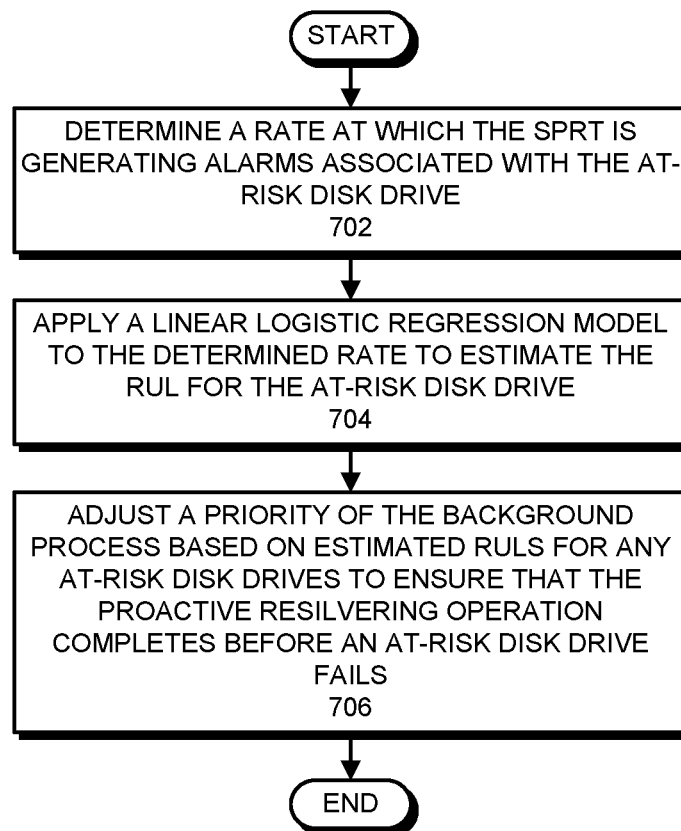 START
DETERMINE A RATE AT WHICH THE SPRT IS
GENERATING ALARMS ASSOCIATED WITH THE AT-
RISK DISK DRIVE
702
APPLY A LINEAR LOGISTIC REGRESSION MODEL
TO THE DETERMINED RATE TO ESTIMATE THE
RUL FOR THE AT-RISK DISK DRIVE
704
ADJUST A PRIORITY OF THE BACKGROUND
PROCESS BASED ON ESTIMATED RULS FOR ANY
AT-RISK DISK DRIVES TO ENSURE THAT THE
PROACTIVE RESILVERING OPERATION
COMPLETES BEFORE AN AT-RISK DISK DRIVE
FAILS
706
END